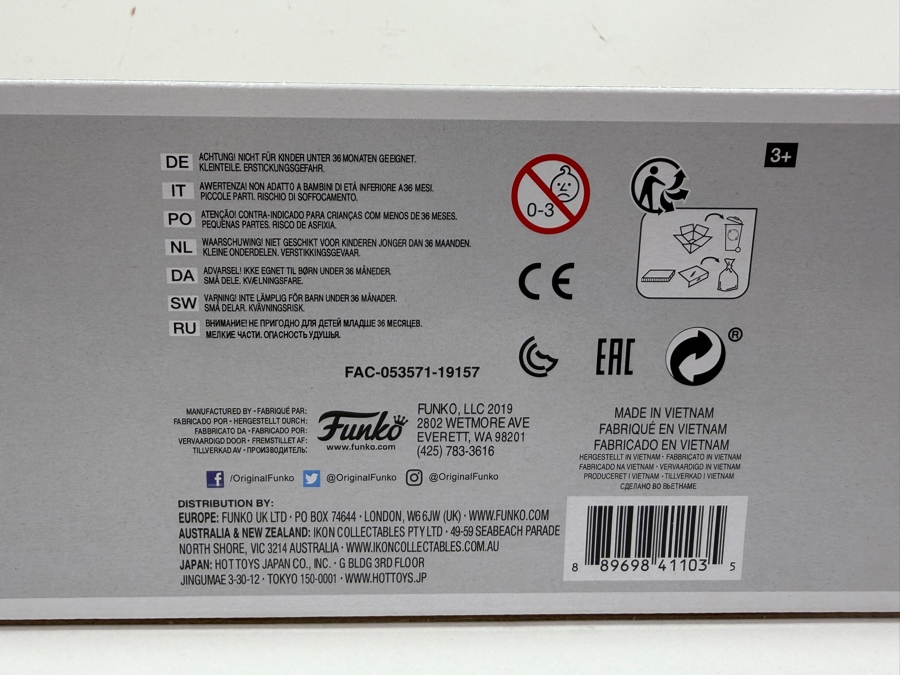 3+
DE ACHTUNG! NICHT FÜR KINDER UNTER 36 MONATEN GEEIGNET.
KLEINTEILE. ERSTICKUNGSGEFAHR.
IT AWERTENZA! NON ADATTO A BAMBINI DI ETÀ INFERIORE A 36 MESI.
PICCOLE PARTI. RISCHIO DI SOFFOCAMENTO.
PO ATENÇÃO! CONTRA-INDICADO PARA CRIANÇAS COM MENOS DE 36 MESES.
PEQUENAS PARTES. RISCO DE ASFIXIA.
NL WAARSCHUWING! NIET GESCHIKT VOOR KINDEREN JONGER DAN 36 MAANDEN.
KLEINE ONDERDELEN. VERSTIKKINGSGEVAAR.
DA ADVARSEL! IKKE EGNET TIL BØRN UNDER 36 MÅNEDER.
SMÅ DELE. KVÆLNINGSFARE.
SW VARNING! INTE LÄMPLIG FÖR BARN UNDER 36 MÅNADER.
SMÅ DELAR. KVÄVNINGSRISK.
RU ВНИМАНИЕ! НЕ ПРИГОДНО ДЛЯ ДЕТЕЙ МЛАДШЕ 36 МЕСЯЦЕВ.
МЕЛКИЕ ЧАСТИ. ОПАСНОСТЬ УДУШЬЯ.
0-3
CE
EAC
®
FAC-053571-19157
MANUFACTURED BY • FABRIQUÉ PAR:
FABRICADO POR • HERGESTELLT DURCH:
FABBRICATO DA • FABRICADO POR:
VERVAARDIGD DOOR • FREMSTILLET AF:
TILLVERKAD AV • ПРОИЗВОДИТЕЛЬ:
Funko
www.funko.com
FUNKO, LLC 2019
2802 WETMORE AVE
EVERETT, WA 98201
(425) 783-3616
/OriginalFunko @OriginalFunko @OriginalFunko
MADE IN VIETNAM
FABRIQUÉ EN VIETNAM
FABRICADO EN VIETNAM
HERGESTELLT IN VIETNAM • FABBRICATO IN VIETNAM
FABRICADO NA VIETNAM • VERVAARDIGD IN VIETNAM
PRODUCERET I VIETNAM • TILLVERKAD I VIETNAM
СДЕЛАНО ВО ВЬЕТНАМЕ
DISTRIBUTION BY:
EUROPE: FUNKO UK LTD · PO BOX 74644 · LONDON, W6 6JW (UK) · WWW.FUNKO.COM
AUSTRALIA & NEW ZEALAND: IKON COLLECTABLES PTY LTD · 49-59 SEABEACH PARADE
NORTH SHORE, VIC 3214 AUSTRALIA · WWW.IKONCOLLECTABLES.COM.AU
JAPAN: HOT TOYS JAPAN CO., INC. · G BLDG 3RD FLOOR
JINGUMAE 3-30-12 · TOKYO 150-0001 · WWW.HOTTOYS.JP
8 89698 41103 5